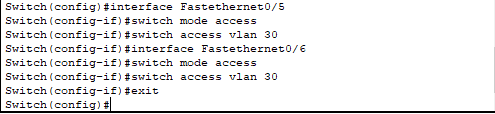 Switch(config)#interface Fastethernet0/5
Switch(config-if)#switch mode access
Switch(config-if)#switch access vlan 30
Switch(config-if)#interface Fastethernet0/6
Switch(config-if)#switch mode access
Switch(config-if)#switch access vlan 30
Switch(config-if)#exit
Switch(config)#